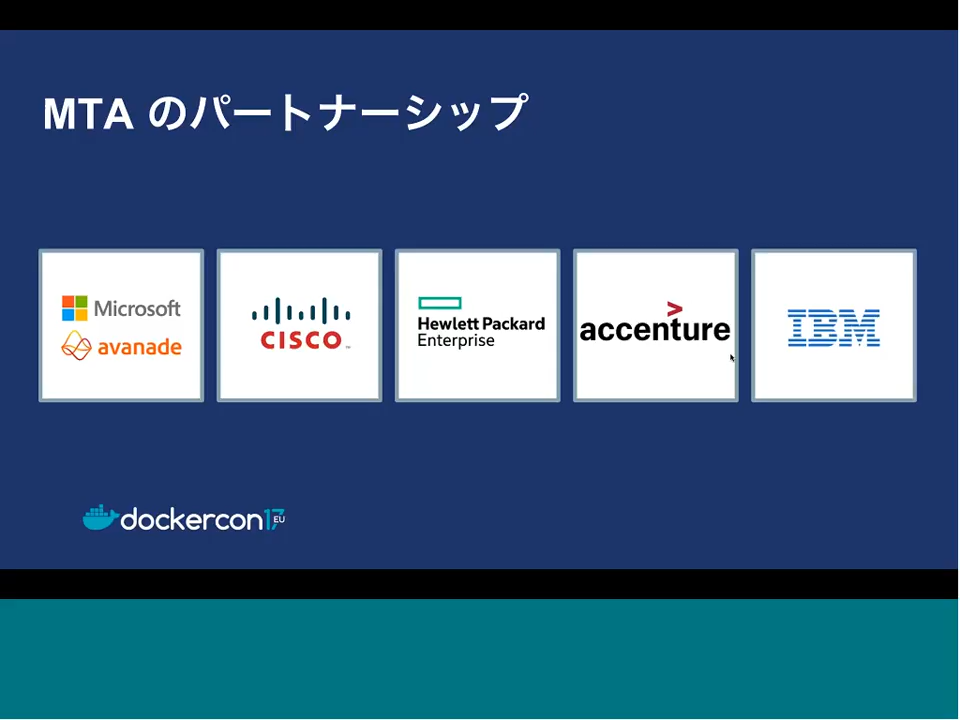 MTA のパートナーシップ
Microsoft
avanade
CISCO
Hewlett Packard
Enterprise
accenture
IBM
dockercon17 EU